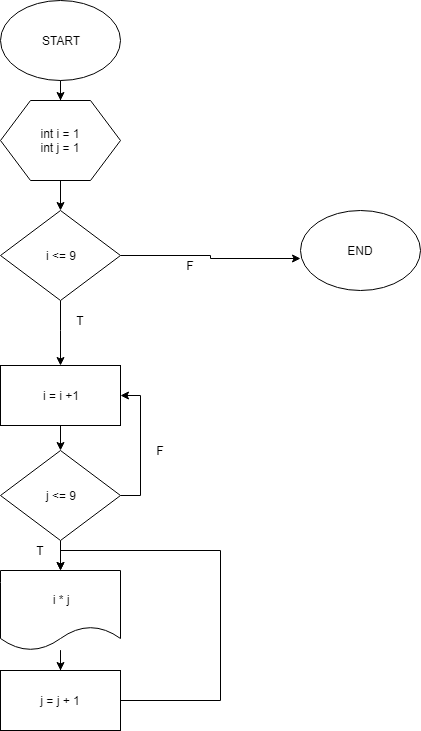 START
int i = 1
int j = 1
i <= 9
F
END
T
i = i +1
F
j <= 9
T
i * j
j = j + 1